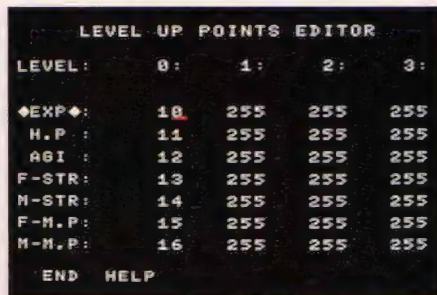 LEVEL UP POINTS EDITOR
LEVEL: 0: 1: 2: 3:
◆EXP◆: 10 255 255 255
H.P : 11 255 255 255
AGI : 12 255 255 255
F-STR: 13 255 255 255
M-STR: 14 255 255 255
F-M.P: 15 255 255 255
M-M.P: 16 255 255 255
END HELP